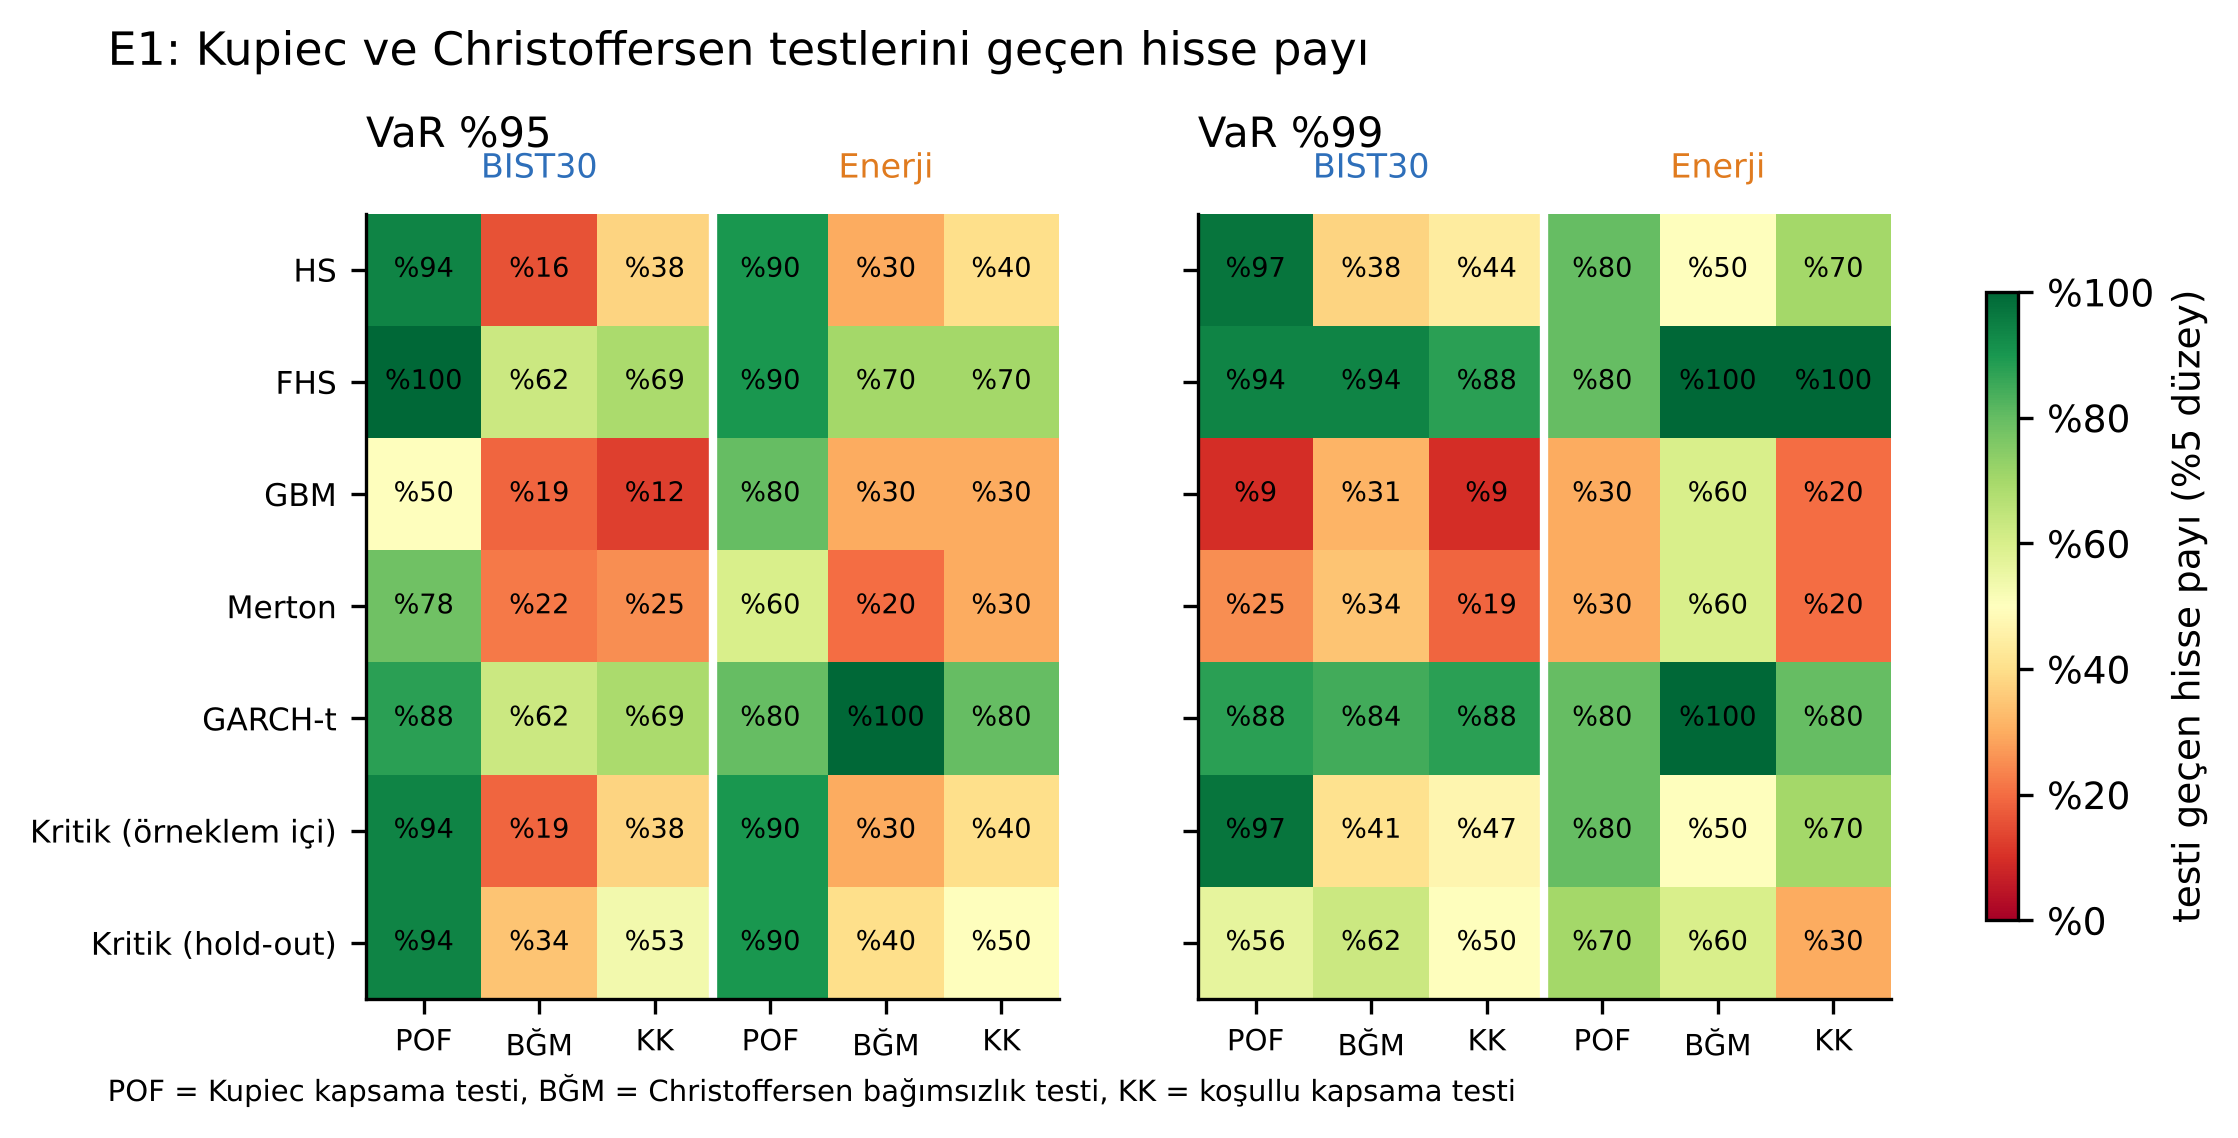 E1: Kupiec ve Christoffersen testlerini geçen hisse payı
VaR %95
BIST30 Enerji
HS %94 %16 %38 %90 %30 %40
FHS %100 %62 %69 %90 %70 %70
GBM %50 %19 %12 %80 %30 %30
Merton %78 %22 %25 %60 %20 %30
GARCH-t %88 %62 %69 %80 %100 %80
Kritik (örneklem içi) %94 %19 %38 %90 %30 %40
Kritik (hold-out) %94 %34 %53 %90 %40 %50
POF BĞM KK POF BĞM KK
VaR %99
BIST30 Enerji
%97 %38 %44 %80 %50 %70
%94 %94 %88 %80 %100 %100
%9 %31 %9 %30 %60 %20
%25 %34 %19 %30 %60 %20
%88 %84 %88 %80 %100 %80
%97 %41 %47 %80 %50 %70
%56 %62 %50 %70 %60 %30
POF BĞM KK POF BĞM KK
%100
%80
%60
%40
%20
%0
testi geçen hisse payı (%5 düzey)
POF = Kupiec kapsama testi, BĞM = Christoffersen bağımsızlık testi, KK = koşullu kapsama testi